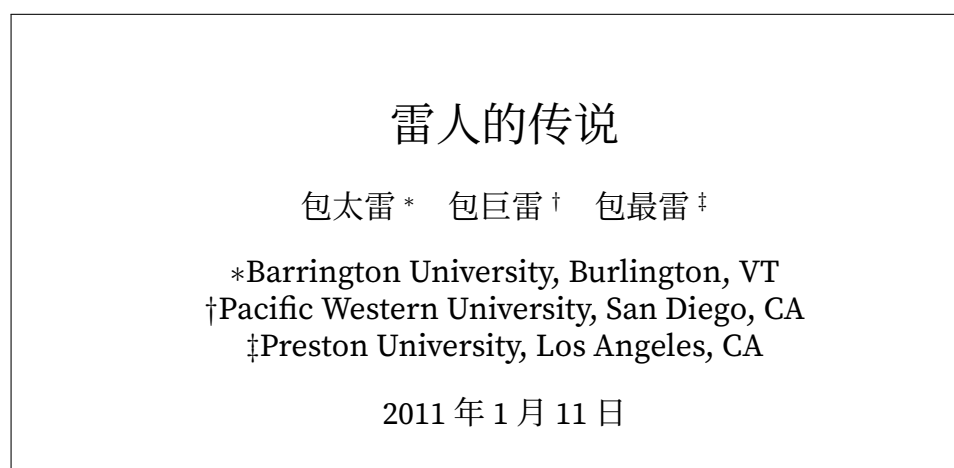 雷人的传说
包太雷 * 包巨雷 † 包最雷 ‡
*Barrington University, Burlington, VT
†Pacific Western University, San Diego, CA
‡Preston University, Los Angeles, CA
2011 年 1 月 11 日